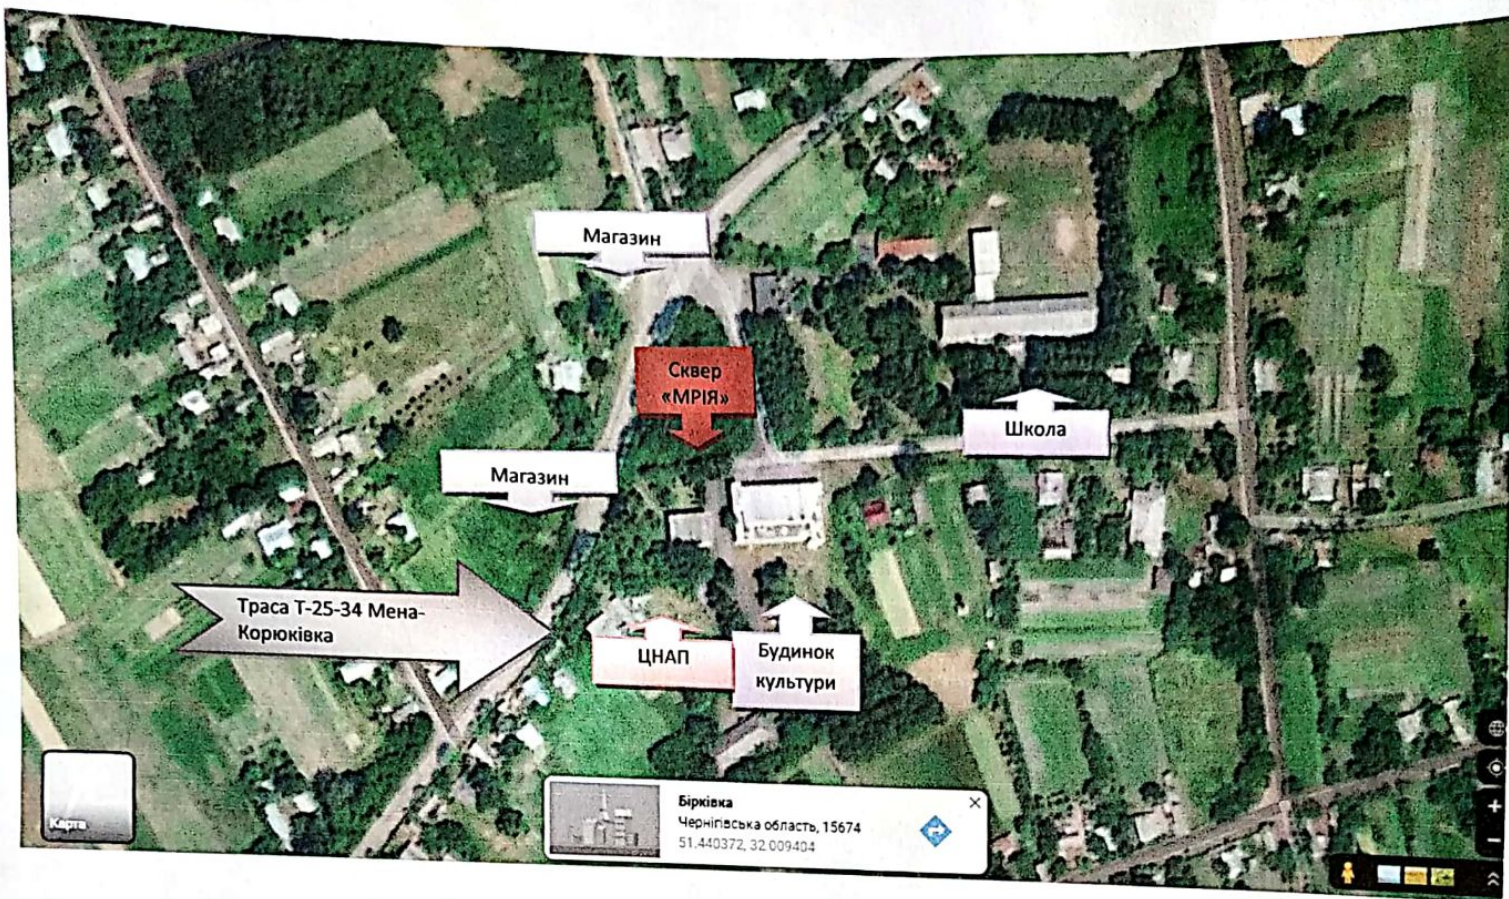 Магазин
Сквер
«МРІЯ»
Школа
Магазин
Траса Т-25-34 Мена-
Корюківка
ЦНАП
Будинок
культури
Карта
Бірківка
Чернігівська область, 15674
51.440372, 32.009404